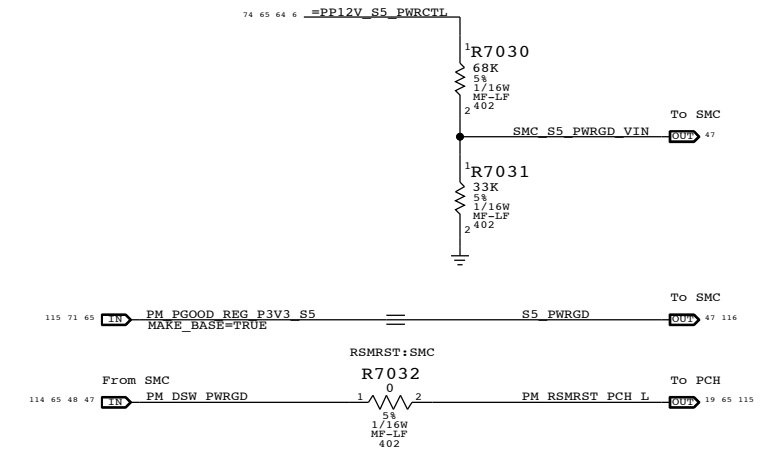 74 65 64 6 =PP12V_S5_PWRCTL
1 R7030
68K
5%
1/16W
MF-LF
2 402
To SMC
SMC_S5_PWRGD_VIN OUT 47
1 R7031
33K
5%
1/16W
MF-LF
2 402
To SMC
115 71 65 IN PM_PGOOD_REG_P3V3_S5 S5_PWRGD OUT 47 116
MAKE_BASE=TRUE
RSMRST:SMC
From SMC R7032 To PCH
0
114 65 48 47 IN PM_DSW_PWRGD 1 2 PM_RSMRST_PCH_L OUT 19 65 115
5%
1/16W
MF-LF
402